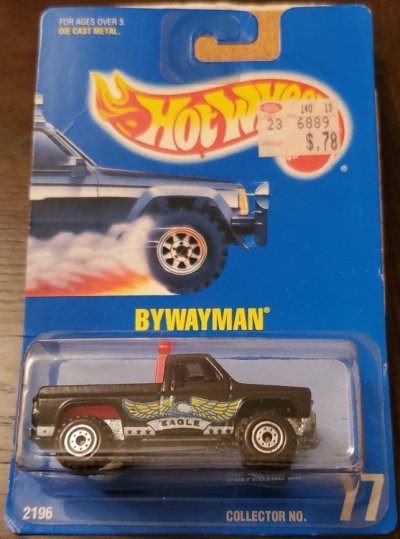 FOR AGES OVER 3.
DIE CAST METAL.
HOT WHEELS
140 13
23 6889
PRICE $.78
®
BYWAYMAN®
EAGLE
2196
COLLECTOR NO. 77